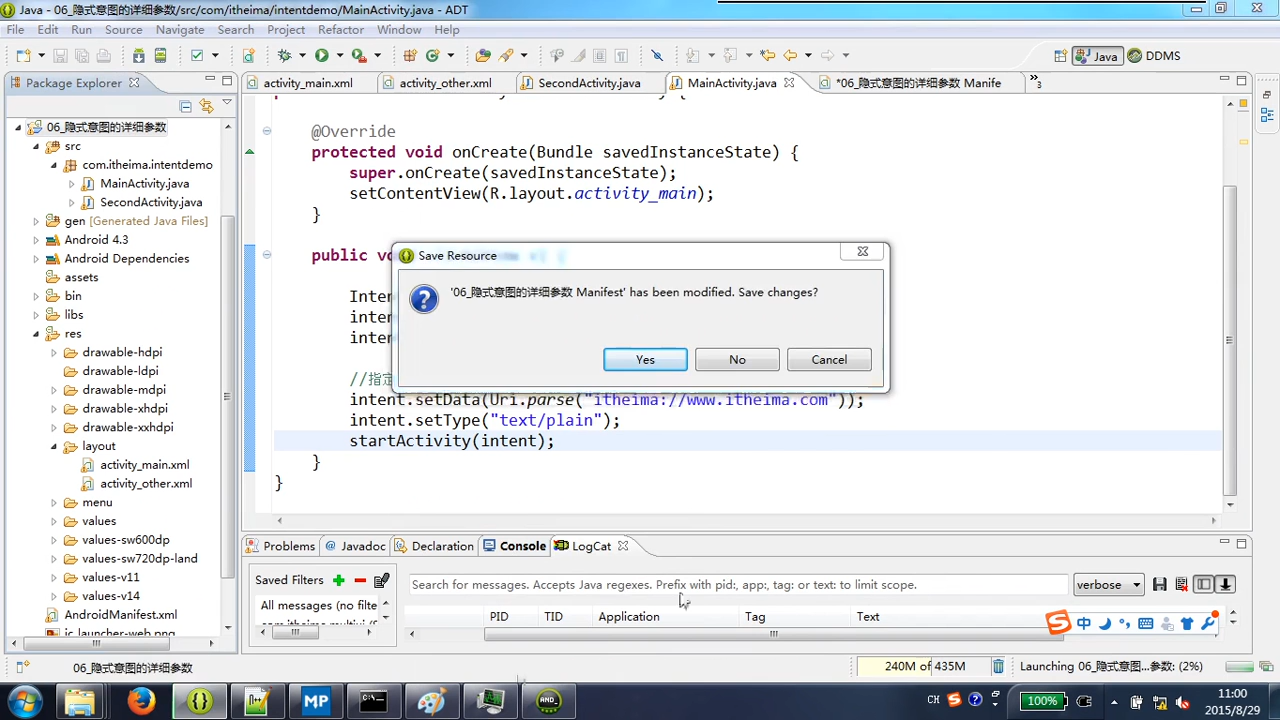 Java - 06_隐式意图的详细参数/src/com/itheima/intentdemo/MainActivity.java - ADT
File Edit Run Source Navigate Search Project Refactor Window Help
Java DDMS
Package Explorer
activity_main.xml activity_other.xml SecondActivity.java MainActivity.java *06_隐式意图的详细参数 Manife »3
06_隐式意图的详细参数
src
com.itheima.intentdemo
MainActivity.java
SecondActivity.java
gen [Generated Java Files]
Android 4.3
Android Dependencies
assets
bin
libs
res
drawable-hdpi
drawable-ldpi
drawable-mdpi
drawable-xhdpi
drawable-xxhdpi
layout
activity_main.xml
activity_other.xml
menu
values
values-sw600dp
values-sw720dp-land
values-v11
values-v14
AndroidManifest.xml
ic_launcher-web.png
@Override
protected void onCreate(Bundle savedInstanceState) {
super.onCreate(savedInstanceState);
setContentView(R.layout.activity_main);
}
public
Inten
inten
inten
//指定
intent.setData(Uri.parse("itheima://www.itheima.com"));
intent.setType("text/plain");
startActivity(intent);
}
}
Save Resource
'06_隐式意图的详细参数 Manifest' has been modified. Save changes?
Yes No Cancel
Problems Javadoc Declaration Console LogCat
Saved Filters
Search for messages. Accepts Java regexes. Prefix with pid:, app:, tag: or text: to limit scope.
verbose
All messages (no filte
PID TID Application Tag Text
中
06_隐式意图的详细参数
240M of 435M
Launching 06_隐式意图...参数: (2%)
MP
CH
100%
11:00
2015/8/29